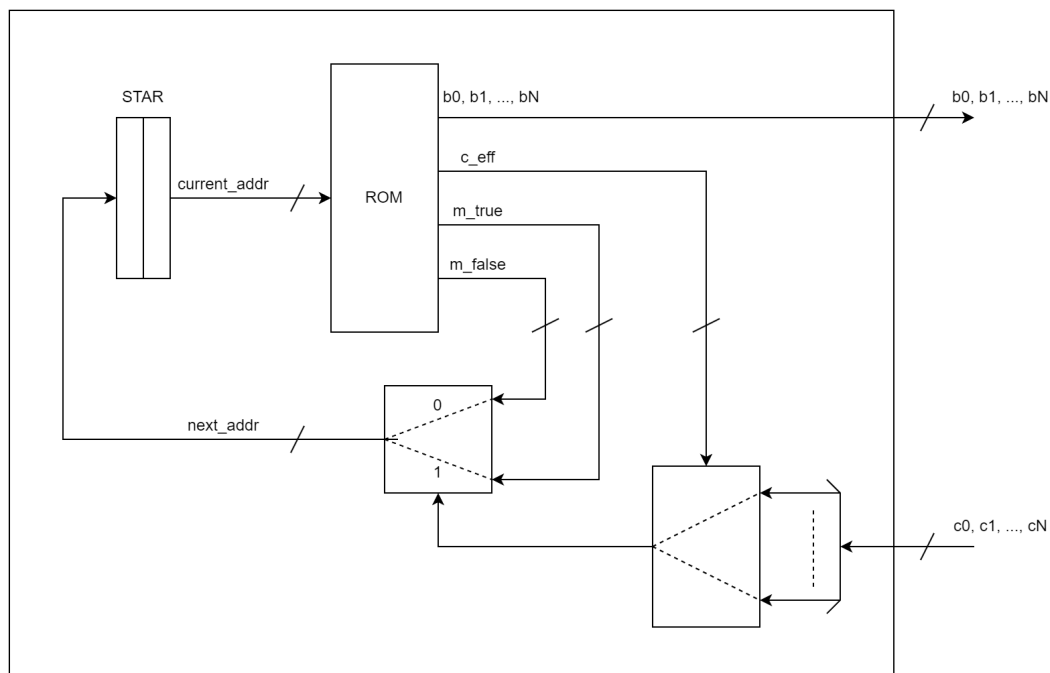 STAR
b0, b1, ..., bN
b0, b1, ..., bN
c_eff
current_addr
ROM
m_true
m_false
0
next_addr
1
c0, c1, ..., cN